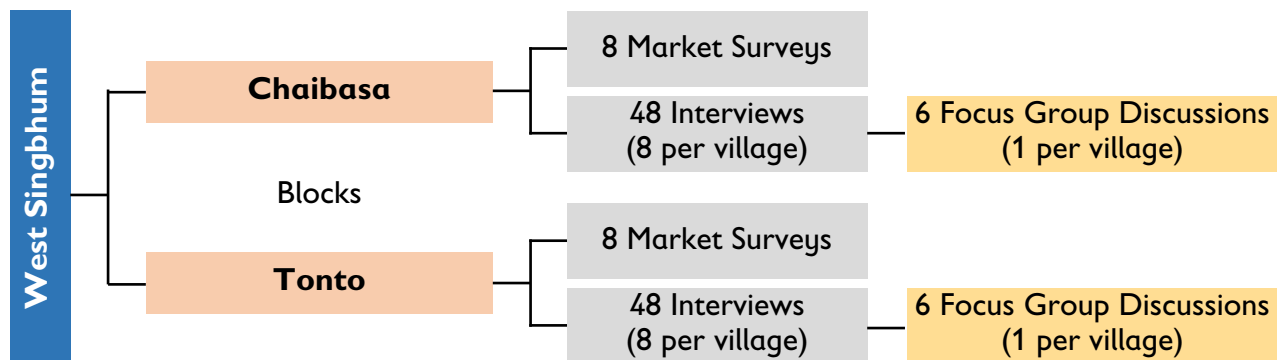 West Singbhum
Chaibasa
8 Market Surveys
48 Interviews
(8 per village)
6 Focus Group Discussions
(1 per village)
Blocks
Tonto
8 Market Surveys
48 Interviews
(8 per village)
6 Focus Group Discussions
(1 per village)